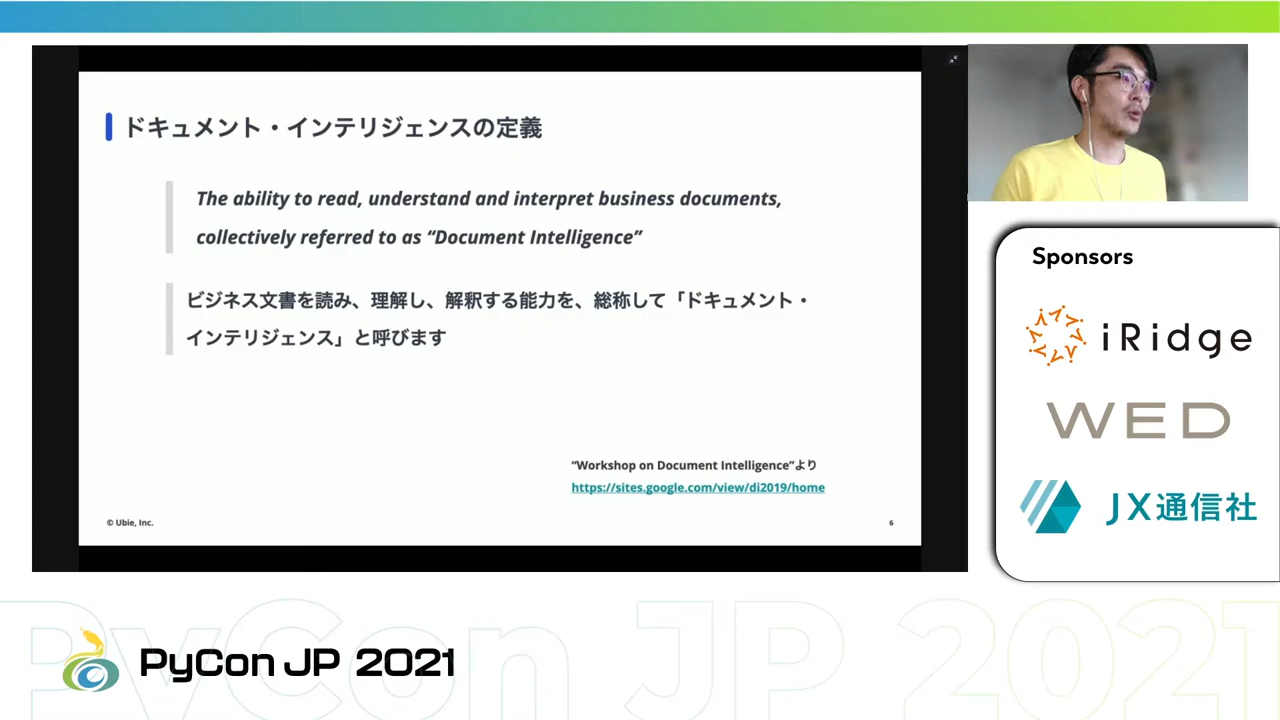 ドキュメント・インテリジェンスの定義
The ability to read, understand and interpret business documents,
collectively referred to as “Document Intelligence”
ビジネス文書を読み、理解し、解釈する能力を、総称して「ドキュメント・
インテリジェンス」と呼びます
“Workshop on Document Intelligence”より
https://sites.google.com/view/di2019/home
© Ubie, Inc.
6
Sponsors
iRidge
WED
JX通信社
PyCon JP 2021
PyCon JP 2021